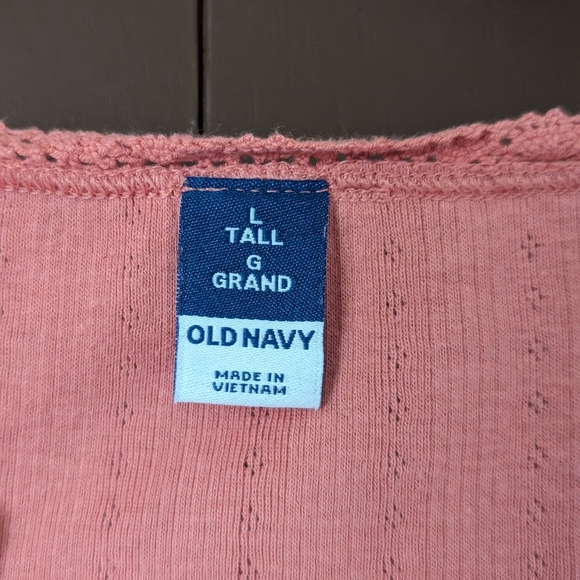 L
TALL
G
GRAND
OLD NAVY
MADE IN
VIETNAM